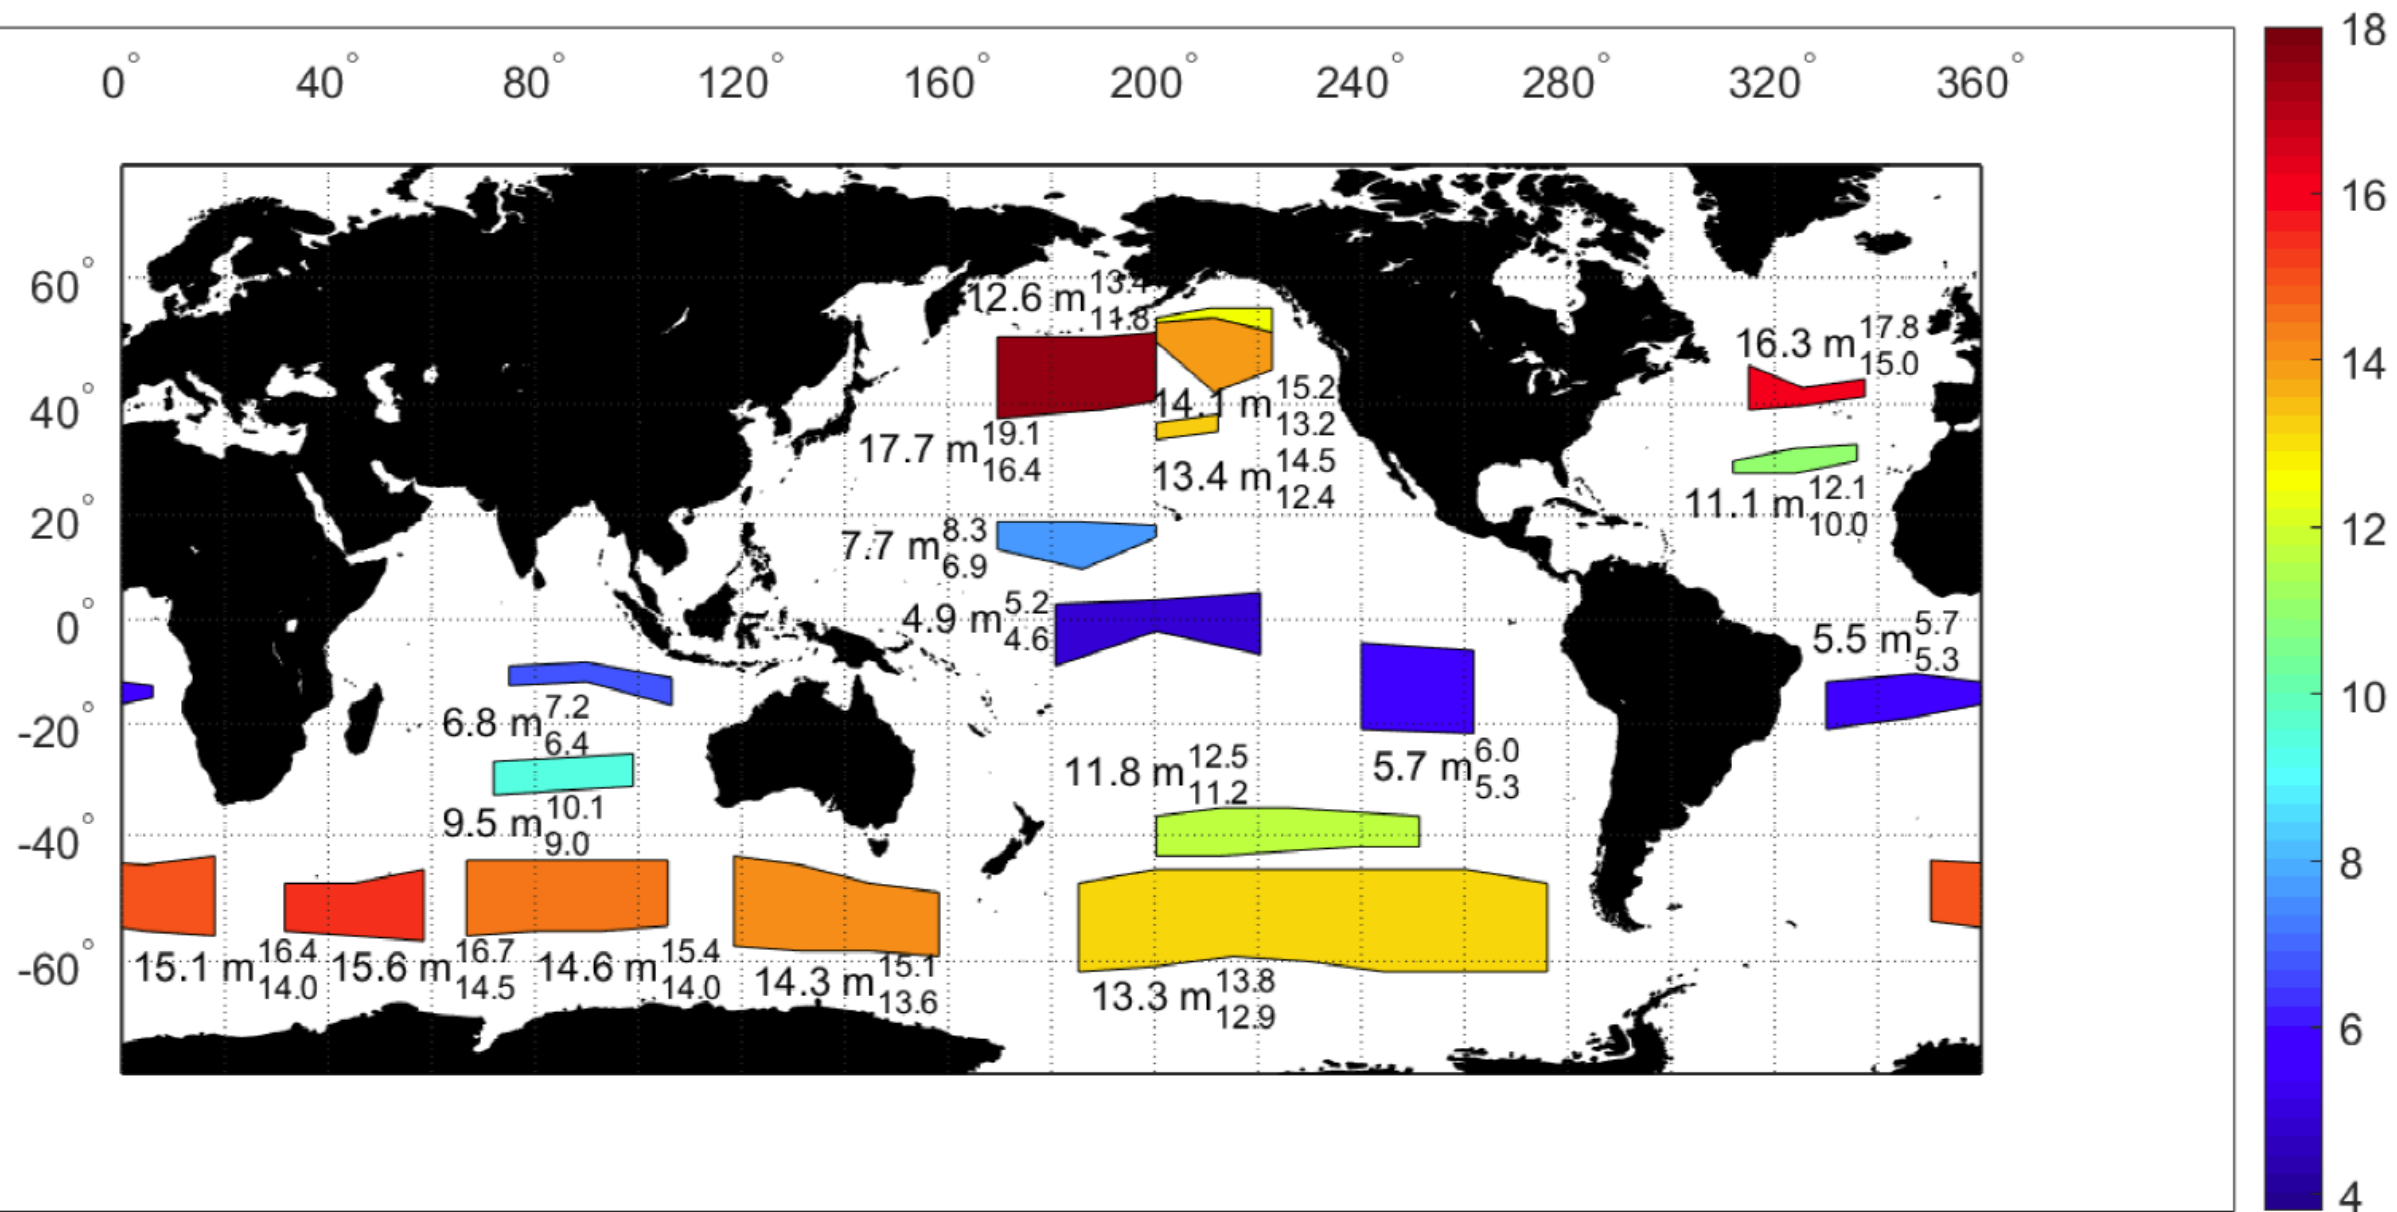 0° 40° 80° 120° 160° 200° 240° 280° 320° 360°
60°
40°
20°
0°
-20°
-40°
-60°
12.6 m 13.4 11.8
16.3 m 17.8 15.0
14.1 m 15.2 13.2
17.7 m 19.1 16.4
13.4 m 14.5 12.4
11.1 m 12.1 10.0
7.7 m 8.3 6.9
4.9 m 5.2 4.6
5.5 m 5.7 5.3
6.8 m 7.2 6.4
11.8 m 12.5 11.2
5.7 m 6.0 5.3
9.5 m 10.1 9.0
15.1 m 16.4 14.0
15.6 m 16.7 14.5
14.6 m 15.4 14.0
14.3 m 15.1 13.6
13.3 m 13.8 12.9
18
16
14
12
10
8
6
4